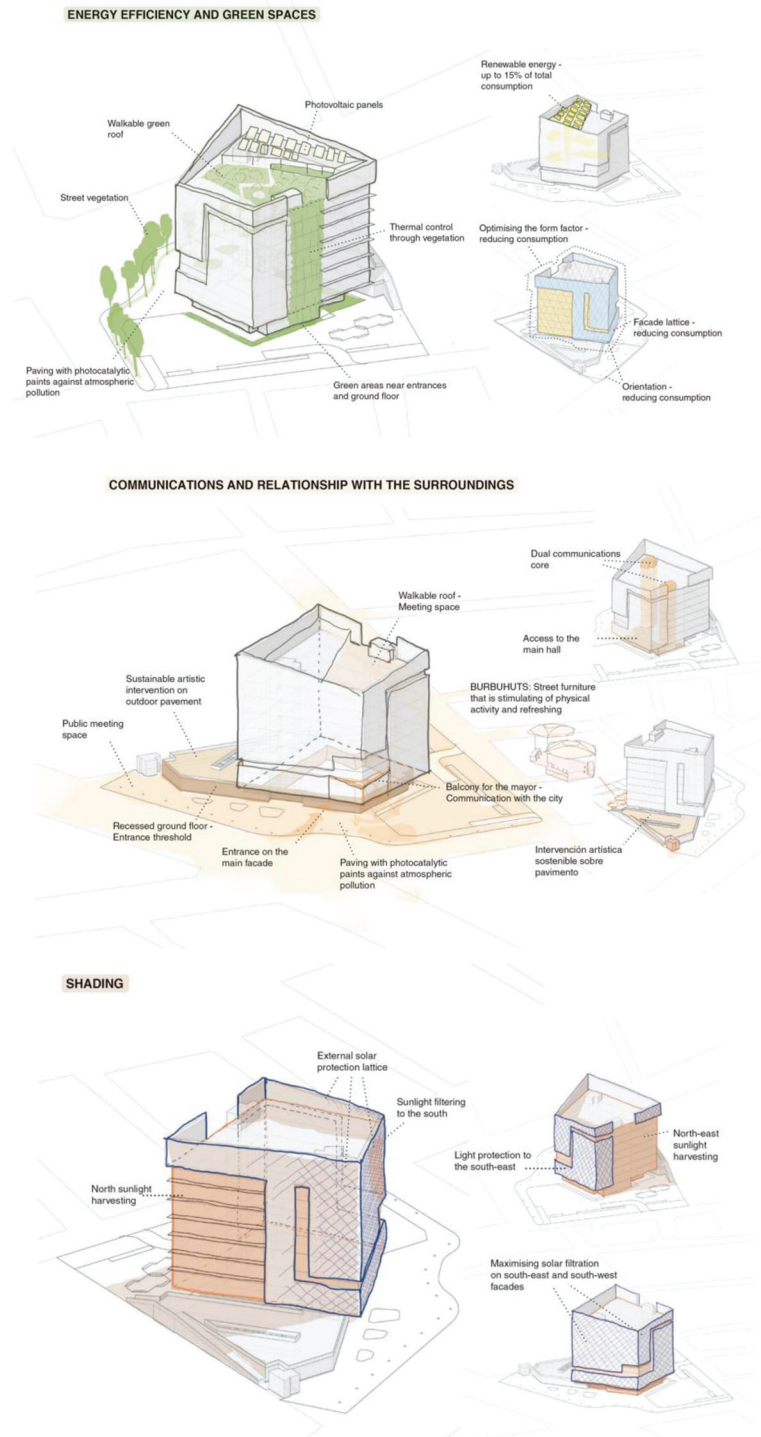 ENERGY EFFICIENCY AND GREEN SPACES
Renewable energy -
up to 15% of total
consumption
Photovoltaic panels
Walkable green
roof
Street vegetation
Thermal control
through vegetation
Optimising the form factor -
reducing consumption
Facade lattice -
reducing consumption
Paving with photocatalytic
paints against atmospheric
pollution
Green areas near entrances
and ground floor
Orientation -
reducing consumption
COMMUNICATIONS AND RELATIONSHIP WITH THE SURROUNDINGS
Dual communications
core
Walkable roof -
Meeting space
Access to the
main hall
Sustainable artistic
intervention on
outdoor pavement
BURBUHUTS: Street furniture
that is stimulating of physical
activity and refreshing
Public meeting
space
Balcony for the mayor -
Communication with the city
Recessed ground floor -
Entrance threshold
Entrance on the
main facade
Paving with photocatalytic
paints against atmospheric
pollution
Intervención artística
sostenible sobre
pavimento
SHADING
External solar
protection lattice
Sunlight filtering
to the south
North-east
sunlight
harvesting
Light protection to
the south-east
North sunlight
harvesting
Maximising solar filtration
on south-east and south-west
facades